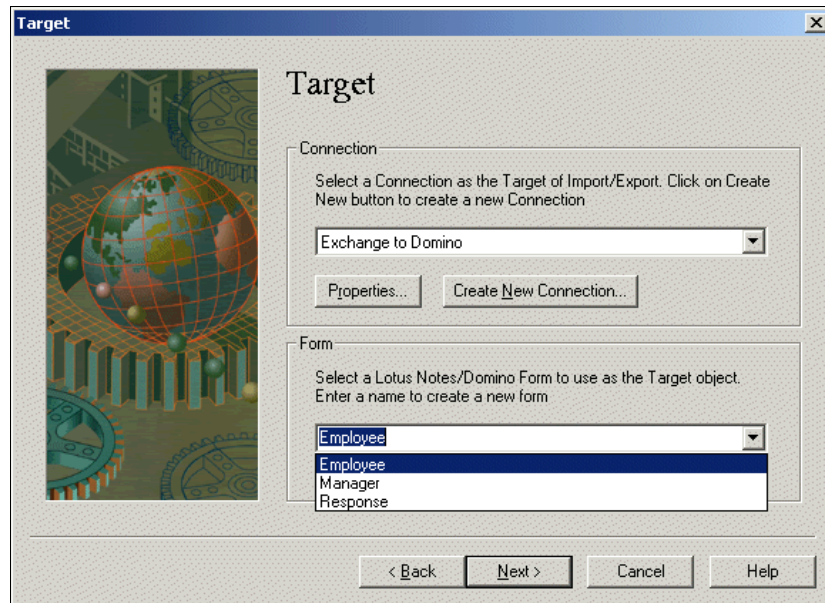 Target
Target
Connection
Select a Connection as the Target of Import/Export. Click on Create
New button to create a new Connection
Exchange to Domino
Properties...
Create New Connection...
Form
Select a Lotus Notes/Domino Form to use as the Target object.
Enter a name to create a new form
Employee
Employee
Manager
Response
< Back
Next >
Cancel
Help